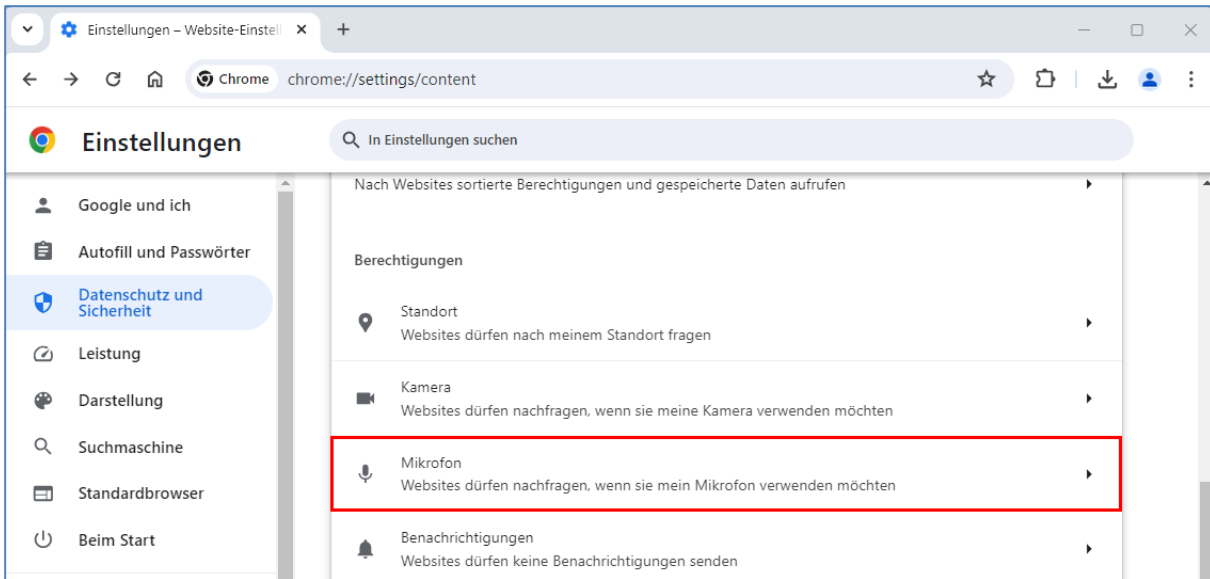 Einstellungen – Website-Einstell
Chrome chrome://settings/content
Einstellungen
In Einstellungen suchen
Google und ich
Autofill und Passwörter
Datenschutz und
Sicherheit
Leistung
Darstellung
Suchmaschine
Standardbrowser
Beim Start
Nach Websites sortierte Berechtigungen und gespeicherte Daten aufrufen
Berechtigungen
Standort
Websites dürfen nach meinem Standort fragen
Kamera
Websites dürfen nachfragen, wenn sie meine Kamera verwenden möchten
Mikrofon
Websites dürfen nachfragen, wenn sie mein Mikrofon verwenden möchten
Benachrichtigungen
Websites dürfen keine Benachrichtigungen senden